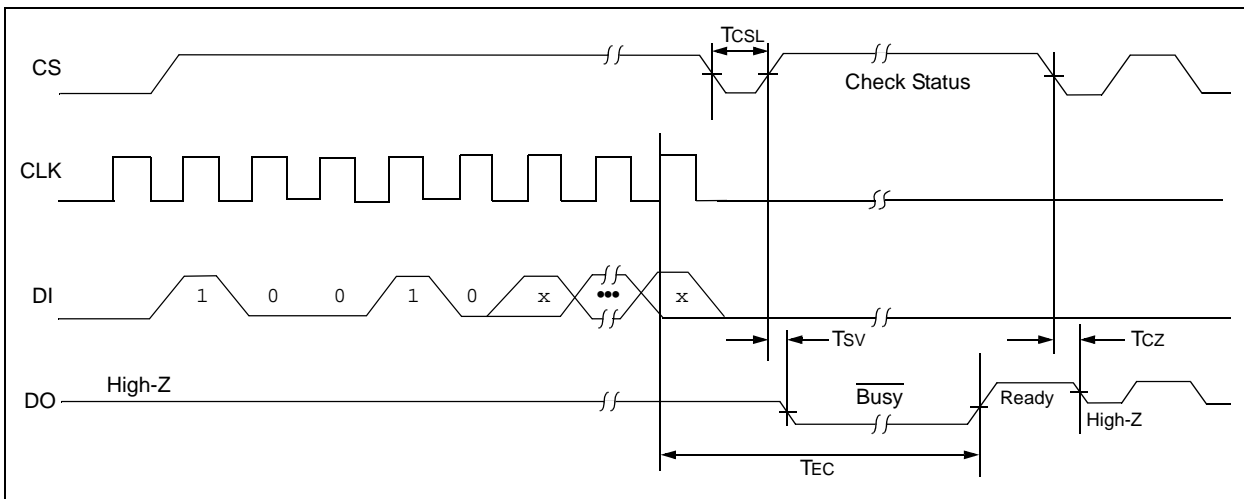 TCSL
CS
Check Status
CLK
DI
1 0 0 1 0 x ••• x
TSV
TCZ
High-Z
DO
Busy
Ready
High-Z
TEC